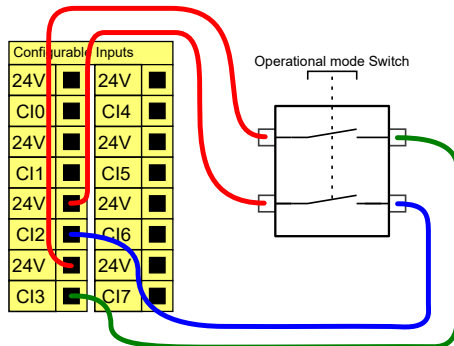 Configurable Inputs
Operational mode Switch
24V 24V
CI0 CI4
24V 24V
CI1 CI5
24V 24V
CI2 CI6
24V 24V
CI3 CI7